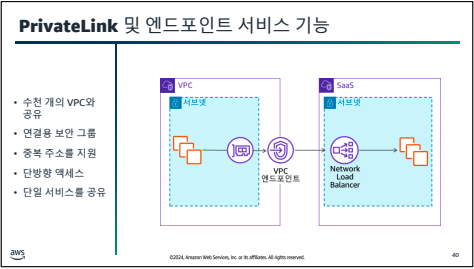 PrivateLink 및 엔드포인트 서비스 기능
• 수천 개의 VPC와
공유
• 연결용 보안 그룹
• 중복 주소를 지원
• 단방향 액세스
• 단일 서비스를 공유
VPC
서브넷
VPC
엔드포인트
SaaS
서브넷
Network
Load
Balancer
aws
©2024, Amazon Web Services, Inc. or its affiliates. All rights reserved.
40